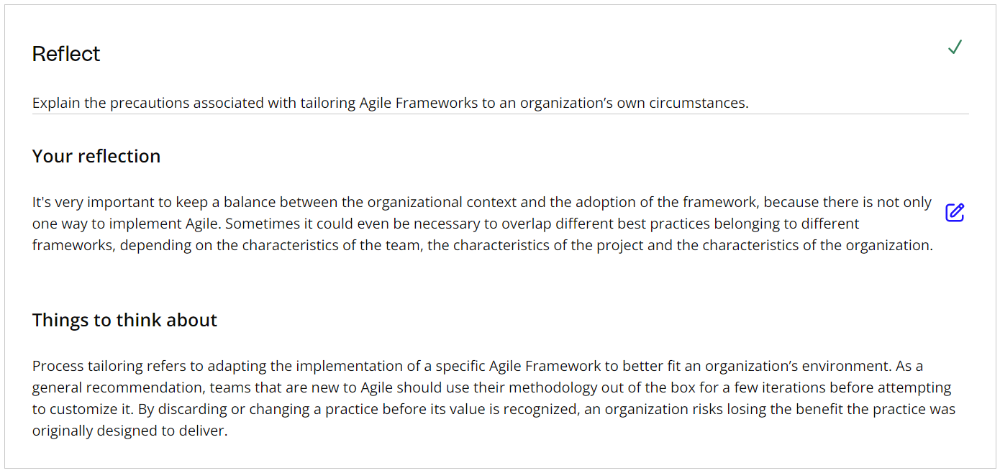 Reflect
Explain the precautions associated with tailoring Agile Frameworks to an organization’s own circumstances.
Your reflection
It's very important to keep a balance between the organizational context and the adoption of the framework, because there is not only
one way to implement Agile. Sometimes it could even be necessary to overlap different best practices belonging to different
frameworks, depending on the characteristics of the team, the characteristics of the project and the characteristics of the organization.
Things to think about
Process tailoring refers to adapting the implementation of a specific Agile Framework to better fit an organization’s environment. As a
general recommendation, teams that are new to Agile should use their methodology out of the box for a few iterations before attempting
to customize it. By discarding or changing a practice before its value is recognized, an organization risks losing the benefit the practice was
originally designed to deliver.